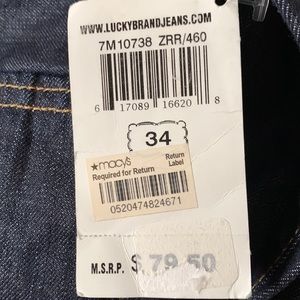 WWW.LUCKYBRANDJEANS.COM
7M10738 ZRR/460
6 17089 16620 8
34
★macy's Return
Required for Return Label
0520474824671
M.S.R.P. $ 79.50